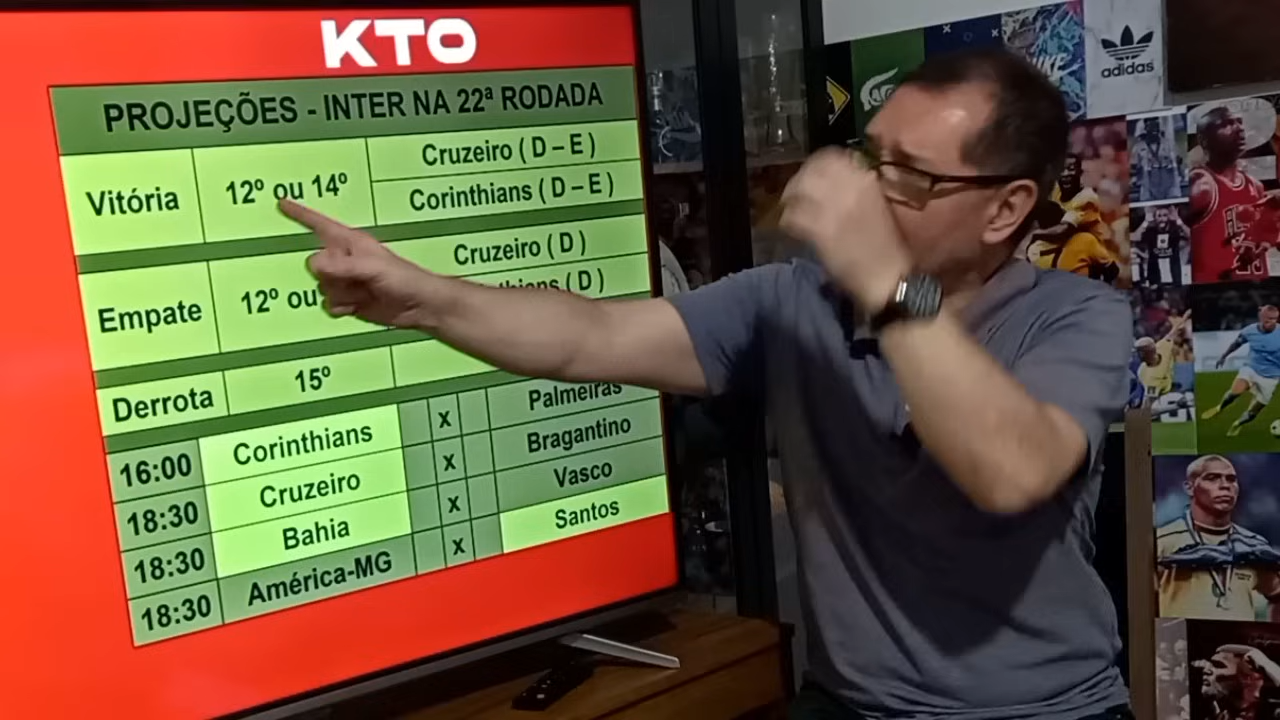 KTO
PROJEÇÕES - INTER NA 22ª RODADA
Vitória 12º ou 14º Cruzeiro ( D – E )
Corinthians ( D – E )
Empate 12º ou Cruzeiro ( D )
( D )
Derrota 15º
16:00 Corinthians X Palmeiras
18:30 Cruzeiro X Bragantino
18:30 Bahia X Vasco
18:30 América-MG X Santos
adidas